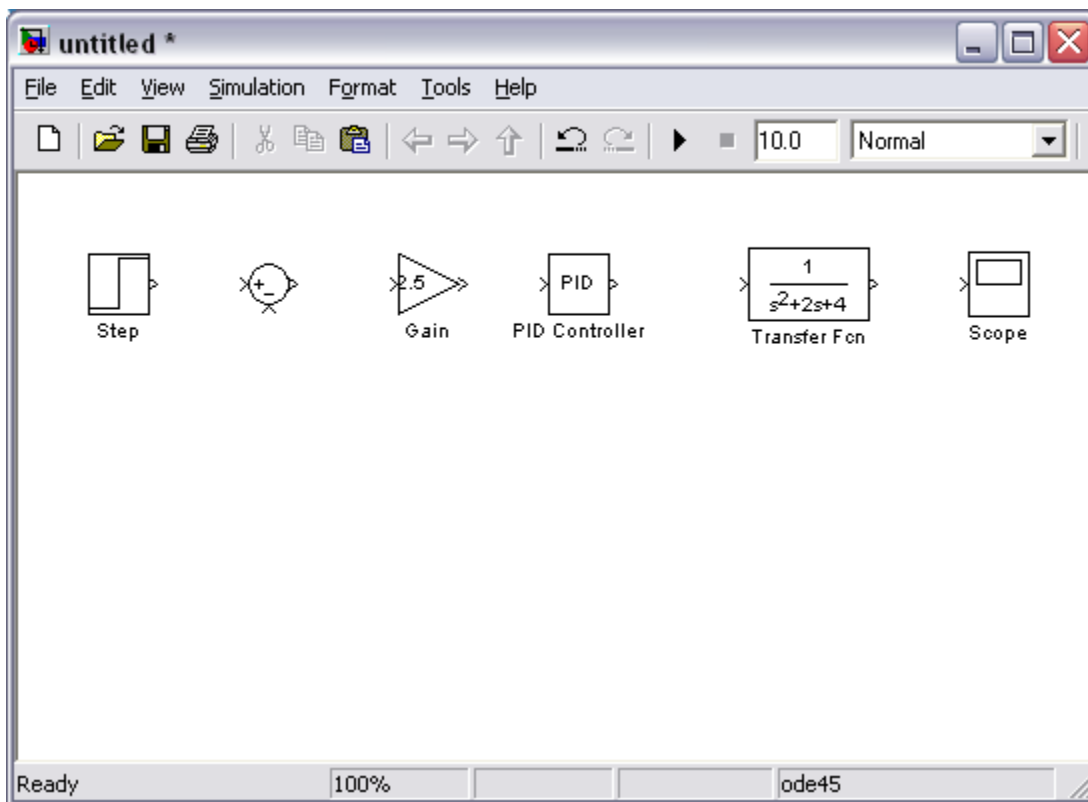 untitled *
File Edit View Simulation Format Tools Help
10.0 Normal
+ - 2.5 PID 1
s²+2s+4
Step Gain PID Controller Transfer Fcn Scope
Ready 100% ode45